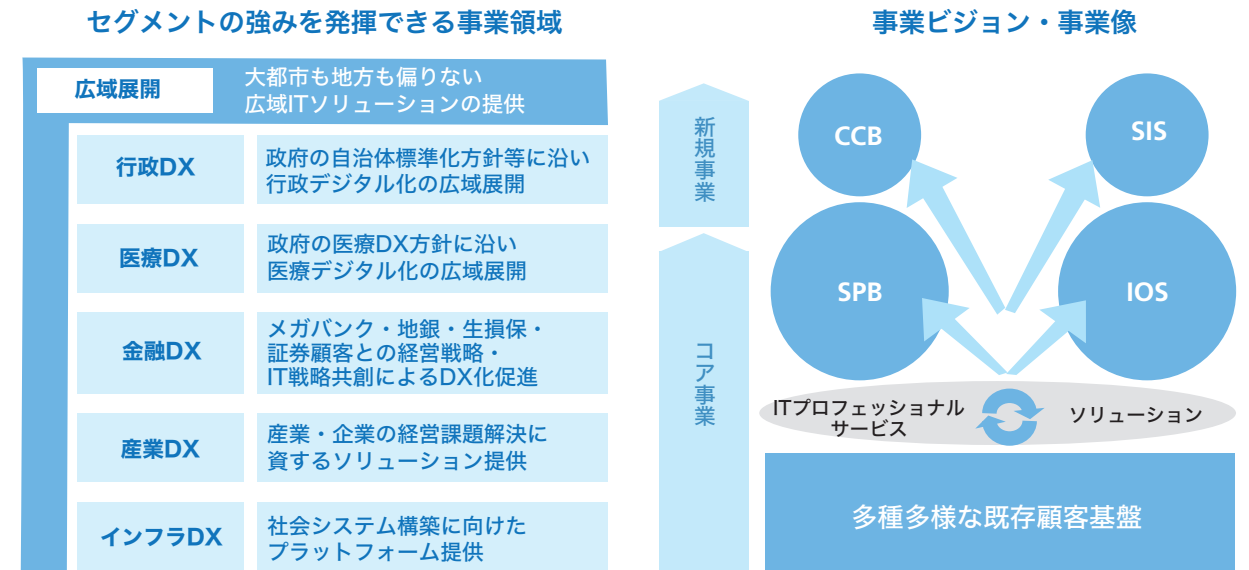 セグメントの強みを発揮できる事業領域
広域展開
大都市も地方も偏りない
広域ITソリューションの提供
行政DX
政府の自治体標準化方針等に沿い
行政デジタル化の広域展開
医療DX
政府の医療DX方針に沿い
医療デジタル化の広域展開
金融DX
メガバンク・地銀・生損保・
証券顧客との経営戦略・
IT戦略共創によるDX化促進
産業DX
産業・企業の経営課題解決に
資するソリューション提供
インフラDX
社会システム構築に向けた
プラットフォーム提供
事業ビジョン・事業像
新規事業
コア事業
CCB
SIS
SPB
IOS
ITプロフェッショナル
サービス
ソリューション
多種多様な既存顧客基盤